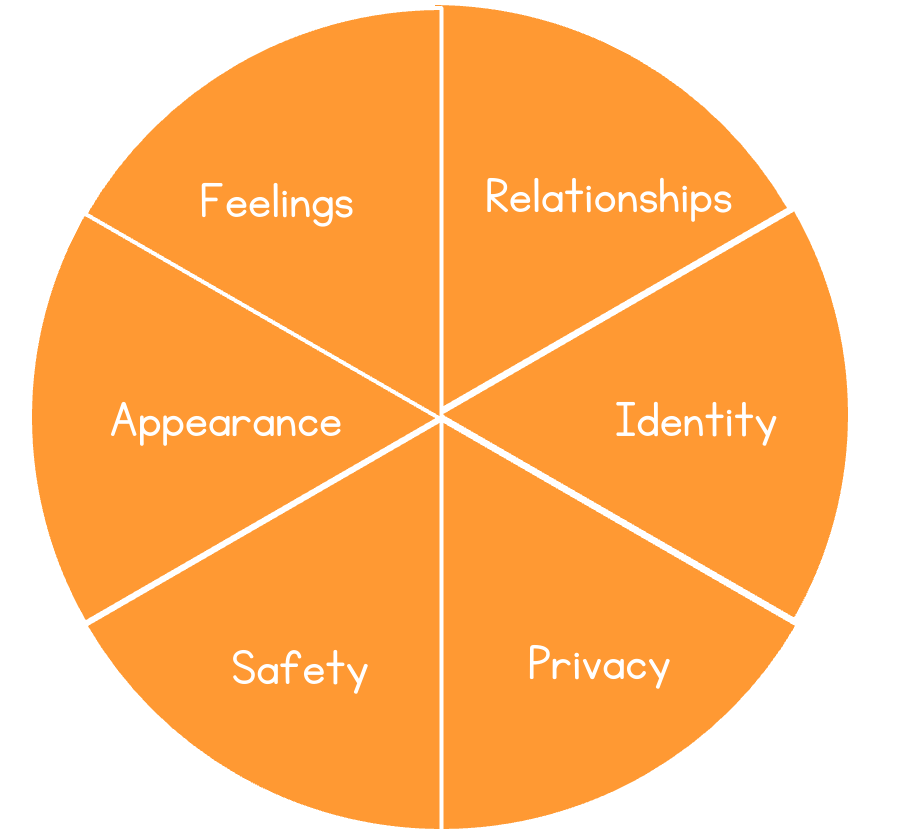 Feelings
Relationships
Appearance
Identity
Safety
Privacy